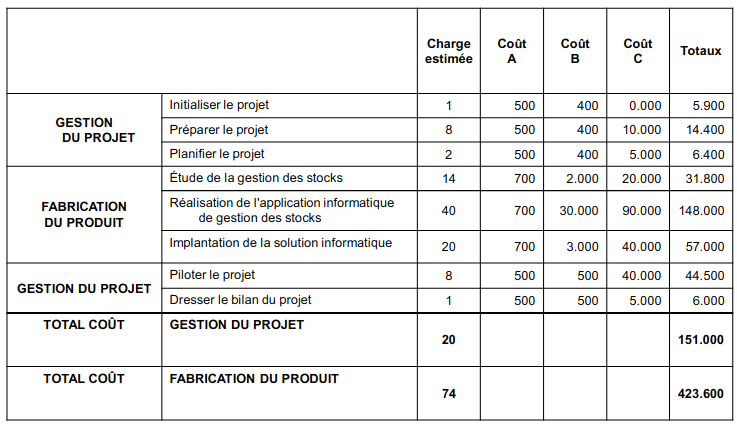 Charge estimée Coût A Coût B Coût C Totaux
GESTION DU PROJET
Initialiser le projet 1 500 400 0.000 5.900
Préparer le projet 8 500 400 10.000 14.400
Planifier le projet 2 500 400 5.000 6.400
FABRICATION DU PRODUIT
Étude de la gestion des stocks 14 700 2.000 20.000 31.800
Réalisation de l'application informatique
de gestion des stocks 40 700 30.000 90.000 148.000
Implantation de la solution informatique 20 700 3.000 40.000 57.000
GESTION DU PROJET
Piloter le projet 8 500 500 40.000 44.500
Dresser le bilan du projet 1 500 500 5.000 6.000
TOTAL COÛT GESTION DU PROJET 20 151.000
TOTAL COÛT FABRICATION DU PRODUIT 74 423.600